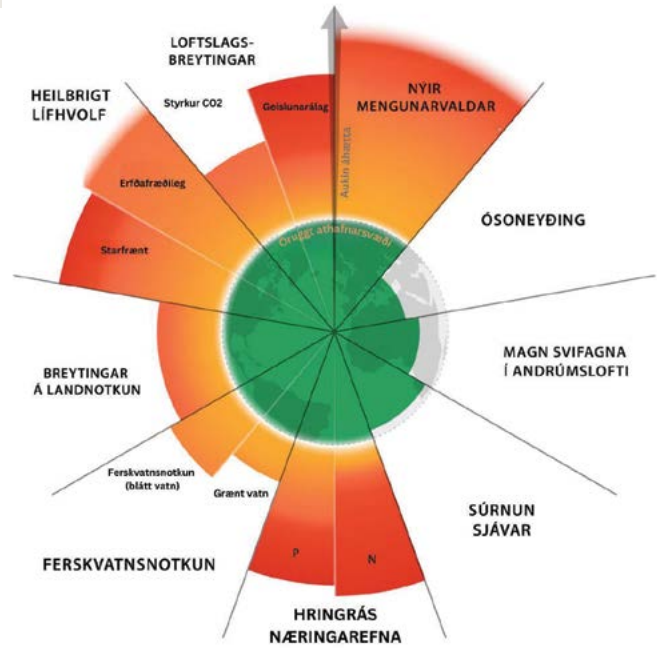 LOFTSLAGS-
BREYTINGAR
Styrkur CO2
Geislunarálag
Aukin áhætta
NÝIR
MENGUNARVALDAR
HEILBRIGT
LÍFHVOLF
Erfðafræðileg
Starfrænt
Öruggt athafnarsvæði
ÓSONEYÐING
MAGN SVIFAGNA
Í ANDRÚMSLOFTI
BREYTINGAR
Á LANDNOTKUN
Ferskvatnsnotkun
(blátt vatn)
Grænt vatn
FERSKVATNSNOTKUN
P
N
SÚRNUN
SJÁVAR
HRINGRÁS
NÆRINGAREFNA